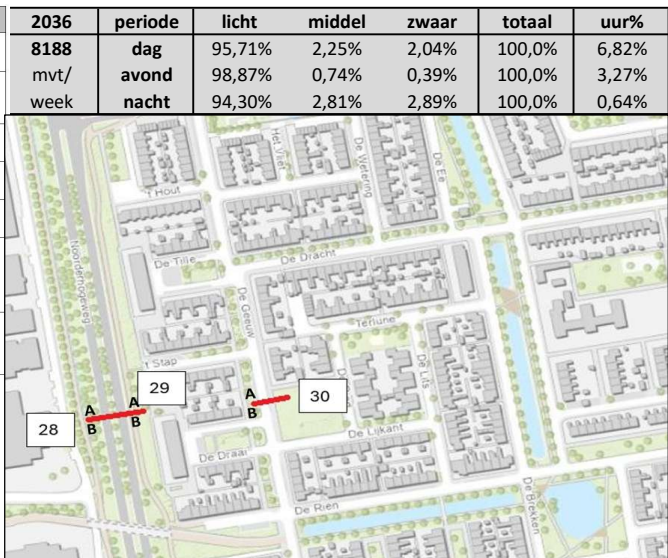 2036 periode licht middel zwaar totaal uur%
8188 dag 95,71% 2,25% 2,04% 100,0% 6,82%
mvt/ avond 98,87% 0,74% 0,39% 100,0% 3,27%
week nacht 94,30% 2,81% 2,89% 100,0% 0,64%
Het Vliet
De Wetering
De Ee
't Hout
Noorderhogeweg
De Tille
De Dracht
De Geeuw
Terlune
't Stap
De Lits
29
A
A
B
B
28
A
B
30
De Lijkant
De Draai
De Rien
De Brekken